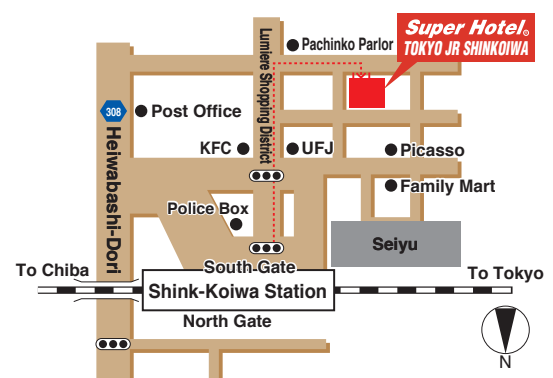 Super Hotel®
TOKYO JR SHINKOIWA
Pachinko Parlor
Lumiere Shopping District
308
Post Office
Heiwabashi-Dori
KFC
UFJ
Picasso
Family Mart
Police Box
Seiyu
South Gate
To Chiba
To Tokyo
Shink-Koiwa Station
North Gate
N